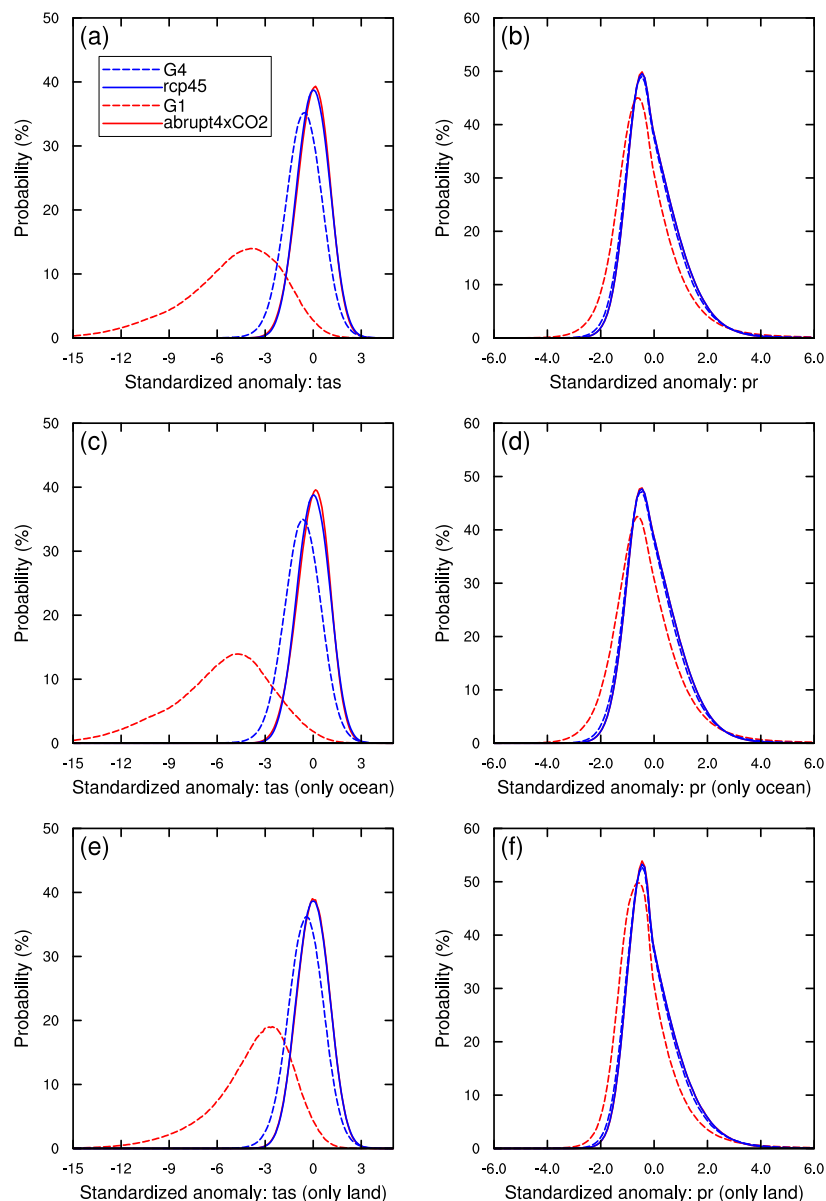 (a)
G4
rcp45
G1
abrupt4xCO2
50
40
30
20
10
0
Probability (%)
-15 -12 -9 -6 -3 0 3
Standardized anomaly: tas
(b)
60
50
40
30
20
10
0
Probability (%)
-6.0 -4.0 -2.0 0.0 2.0 4.0 6.0
Standardized anomaly: pr
(c)
50
40
30
20
10
0
Probability (%)
-15 -12 -9 -6 -3 0 3
Standardized anomaly: tas (only ocean)
(d)
60
50
40
30
20
10
0
Probability (%)
-6.0 -4.0 -2.0 0.0 2.0 4.0 6.0
Standardized anomaly: pr (only ocean)
(e)
50
40
30
20
10
0
Probability (%)
-15 -12 -9 -6 -3 0 3
Standardized anomaly: tas (only land)
(f)
60
50
40
30
20
10
0
Probability (%)
-6.0 -4.0 -2.0 0.0 2.0 4.0 6.0
Standardized anomaly: pr (only land)